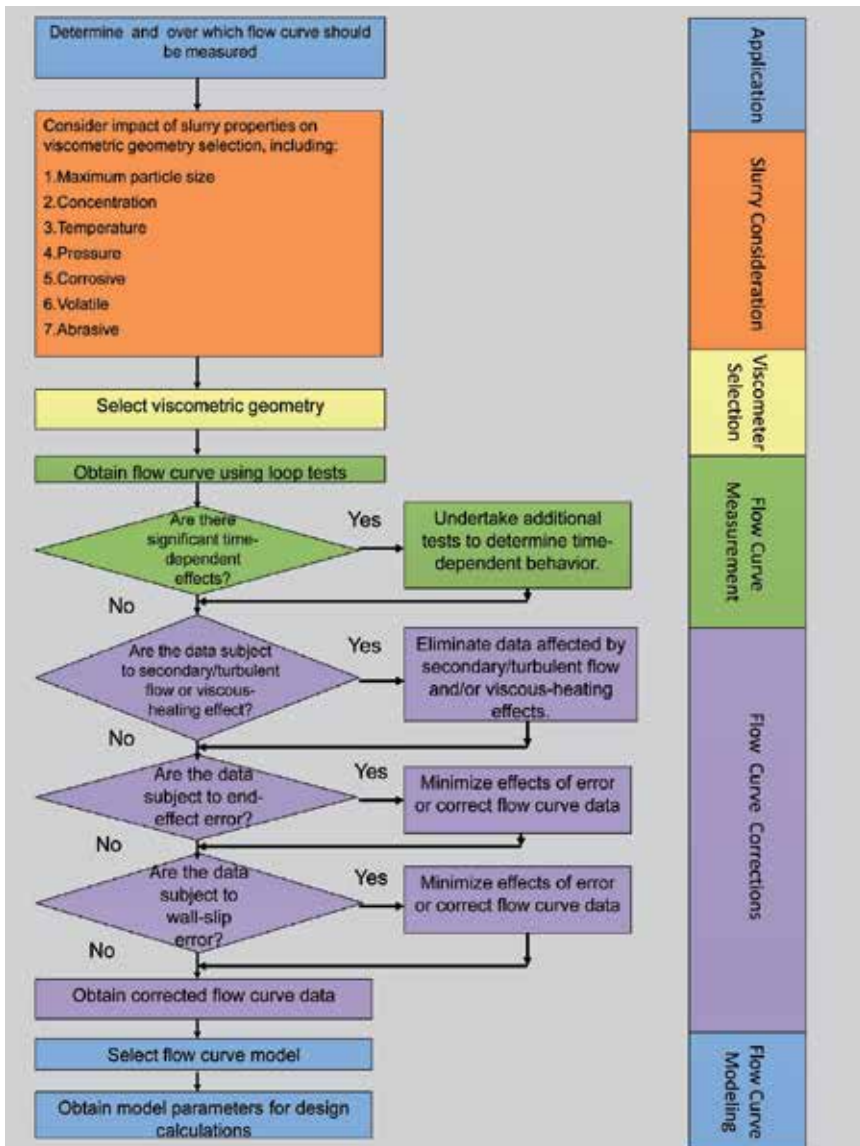 Determine and over which flow curve should
be measured
Consider impact of slurry properties on
viscometric geometry selection, including:
1.Maximum particle size
2.Concentration
3.Temperature
4.Pressure
5.Corrosive
6.Volatile
7.Abrasive
Select viscometric geometry
Obtain flow curve using loop tests
Are there
significant time-
dependent
effects?
Yes
Undertake additional
tests to determine time-
dependent behavior.
No
Are the data subject
to secondary/turbulent
flow or viscous-
heating effect?
Yes
Eliminate data affected by
secondary/turbulent flow
and/or viscous-heating
effects.
No
Are the data
subject to end-
effect error?
Yes
Minimize effects of error
or correct flow curve data
No
Are the data
subject to
wall-slip
error?
Yes
Minimize effects of error
or correct flow curve data
No
Obtain corrected flow curve data
Select flow curve model
Obtain model parameters for design
calculations
Application
Slurry Consideration
Viscometer
Selection
Flow Curve
Measurement
Flow Curve Corrections
Flow Curve
Modeling